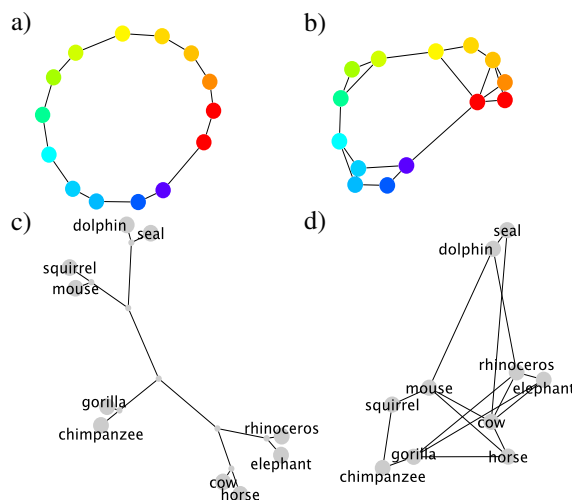 a)
b)
c)
dolphin
seal
squirrel
mouse
gorilla
chimpanzee
rhinoceros
elephant
cow
horse
d)
seal
dolphin
rhinoceros
elephant
mouse
squirrel
cow
gorilla
horse
chimpanzee